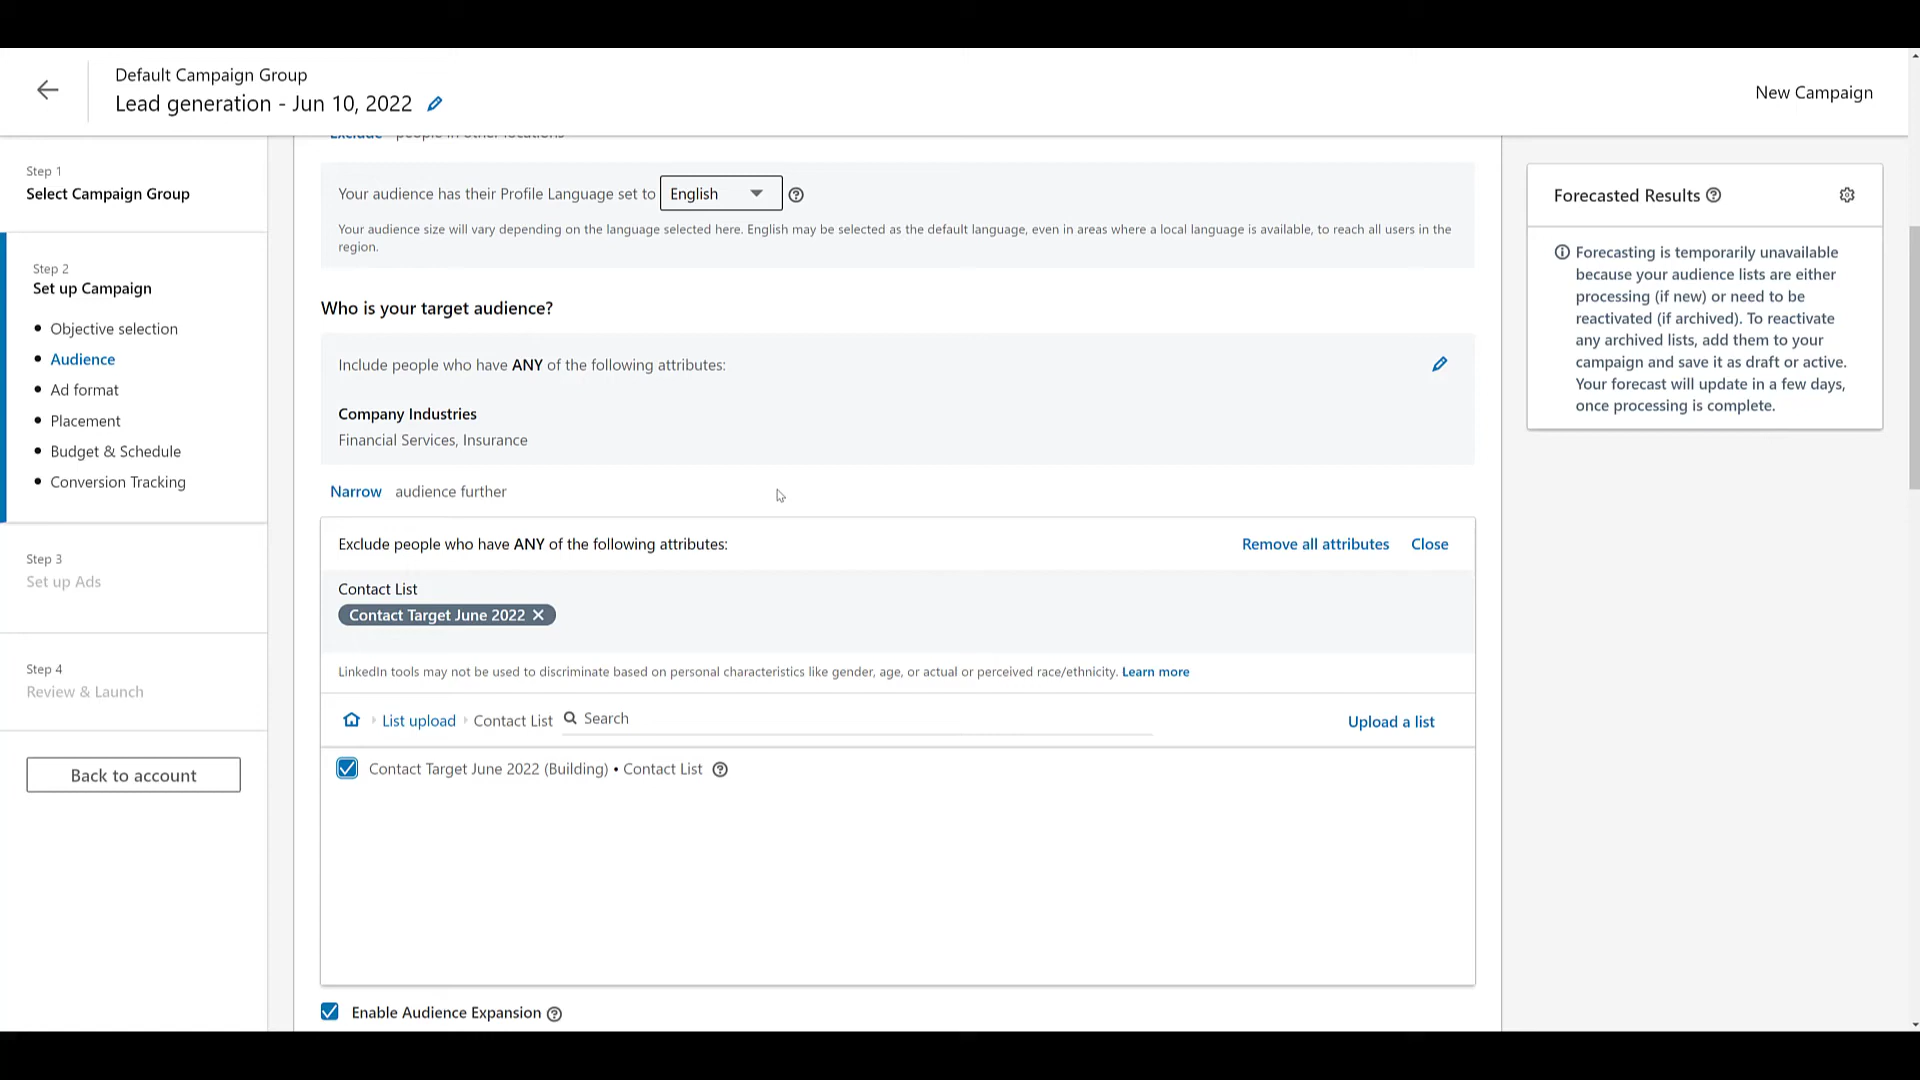 Default Campaign Group
Lead generation - Jun 10, 2022
New Campaign
Exclude people in other locations
Step 1
Select Campaign Group
Step 2
Set up Campaign
• Objective selection
• Audience
• Ad format
• Placement
• Budget & Schedule
• Conversion Tracking
Step 3
Set up Ads
Step 4
Review & Launch
Back to account
Your audience has their Profile Language set to English
Your audience size will vary depending on the language selected here. English may be selected as the default language, even in areas where a local language is available, to reach all users in the
region.
Who is your target audience?
Include people who have ANY of the following attributes:
Company Industries
Financial Services, Insurance
Narrow audience further
Exclude people who have ANY of the following attributes:
Remove all attributes Close
Contact List
Contact Target June 2022
LinkedIn tools may not be used to discriminate based on personal characteristics like gender, age, or actual or perceived race/ethnicity. Learn more
List upload Contact List Search Upload a list
Contact Target June 2022 (Building) • Contact List
Enable Audience Expansion
Forecasted Results
Forecasting is temporarily unavailable
because your audience lists are either
processing (if new) or need to be
reactivated (if archived). To reactivate
any archived lists, add them to your
campaign and save it as draft or active.
Your forecast will update in a few days,
once processing is complete.